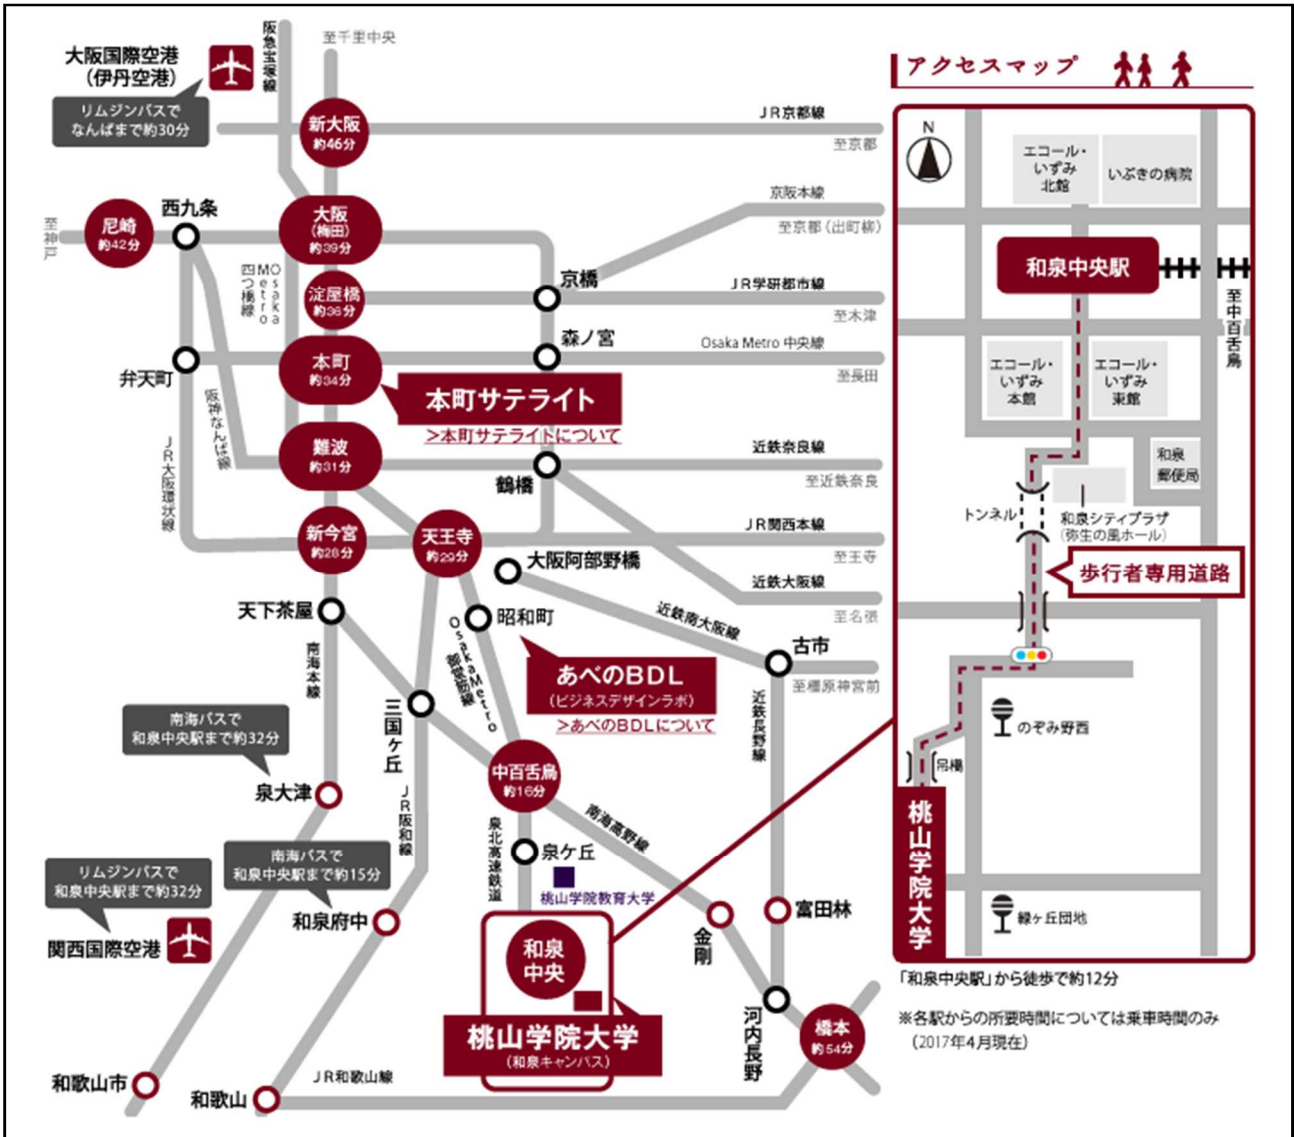 至千里中央
阪急宝塚線
大阪国際空港
（伊丹空港）
リムジンバスで
なんばまで約30分
新大阪
約46分
JR京都線
至京都
京阪本線
至京都（出町柳）
西九条
尼崎
約42分
至神戸
大阪
（梅田）
約39分
Osaka
Metro
四つ橋線
淀屋橋
約36分
京橋
JR学研都市線
至木津
森ノ宮
Osaka Metro 中央線
至長田
弁天町
本町
約34分
本町サテライト
＞本町サテライトについて
阪神なんば線
JR大阪環状線
難波
約31分
鶴橋
近鉄奈良線
至近鉄奈良
新今宮
約28分
天王寺
約29分
JR関西本線
至王寺
大阪阿部野橋
近鉄大阪線
至名張
天下茶屋
昭和町
近鉄南大阪線
古市
至橿原神宮前
南海本線
OsakaMetro
御堂筋線
あべのBDL
（ビジネスデザインラボ）
＞あべのBDLについて
近鉄長野線
三国ヶ丘
南海バスで
和泉中央駅まで約32分
泉大津
中百舌鳥
約16分
JR阪和線
南海高野線
泉北高速鉄道
泉ケ丘
桃山学院教育大学
南海バスで
和泉中央駅まで約15分
和泉府中
リムジンバスで
和泉中央駅まで約32分
関西国際空港
金剛
富田林
和泉
中央
桃山学院大学
（和泉キャンパス）
河内長野
橋本
約54分
和歌山市
和歌山
JR和歌山線
アクセスマップ
N
エコール・
いずみ
北館
いぶきの病院
和泉中央駅
至中百舌鳥
エコール・
いずみ
本館
エコール・
いずみ
東館
和泉
郵便局
トンネル
和泉シティプラザ
（弥生の風ホール）
歩行者専用道路
のぞみ野西
吊橋
桃山学院大学
緑ヶ丘団地
「和泉中央駅」から徒歩で約12分
※各駅からの所要時間については乗車時間のみ
（2017年4月現在）